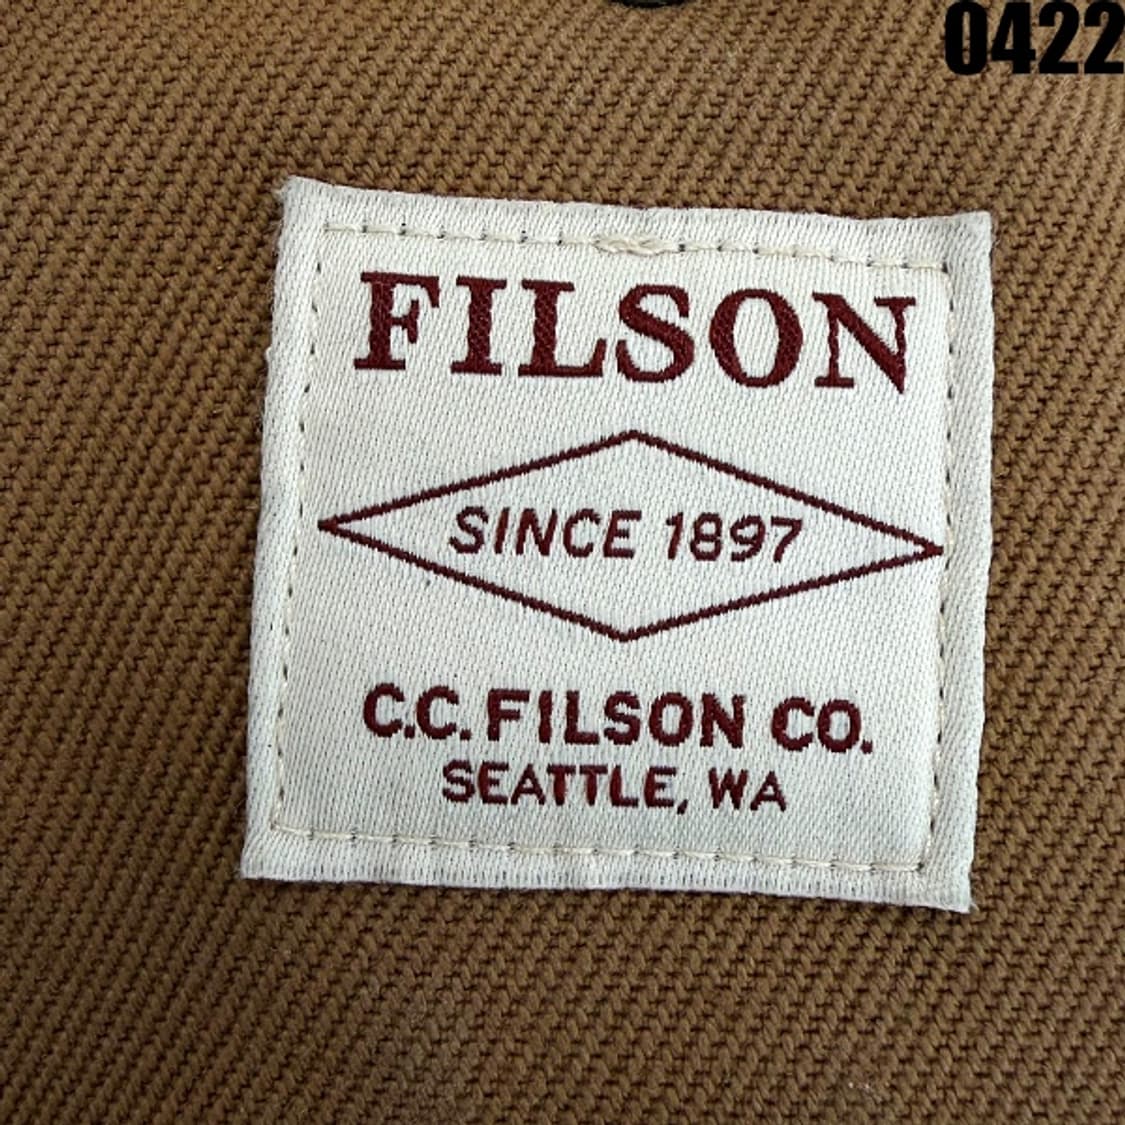 0422
FILSON
SINCE 1897
C.C. FILSON CO.
SEATTLE, WA